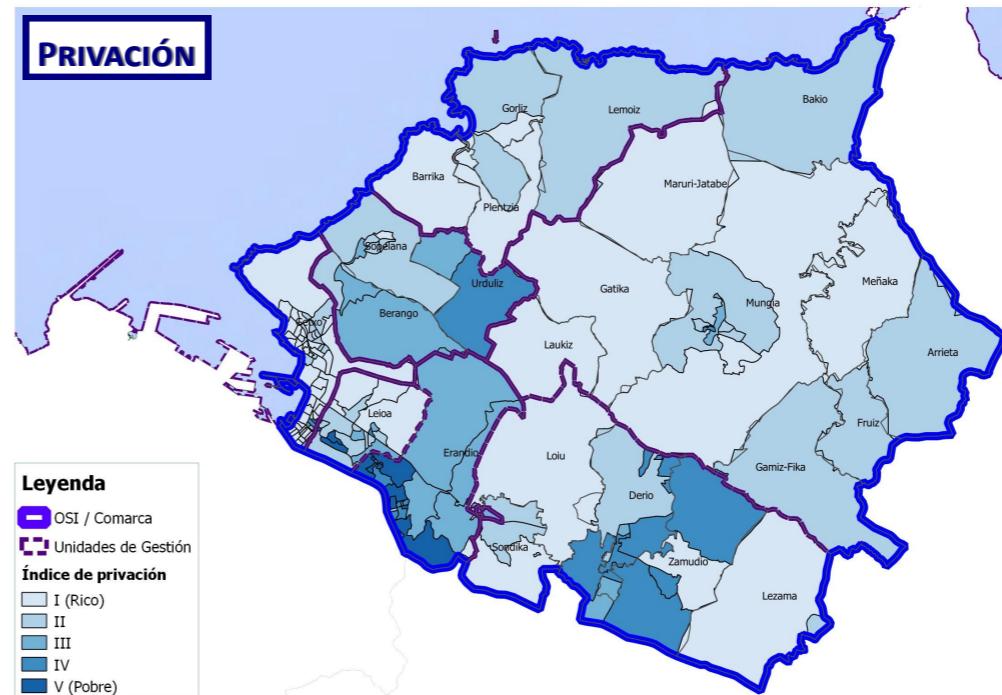 PRIVACIÓN
Bakio
Gorliz
Lemoiz
Barrika
Maruri-Jatabe
Plentzia
Sopelana
Meñaka
Urduliz
Gatika
Mungia
Berango
Getxo
Laukiz
Arrieta
Leioa
Fruiz
Erandio
Loiu
Gamiz-Fika
Derio
Sondika
Zamudio
Lezama
Leyenda
OSI / Comarca
Unidades de Gestión
Índice de privación
I (Rico)
II
III
IV
V (Pobre)